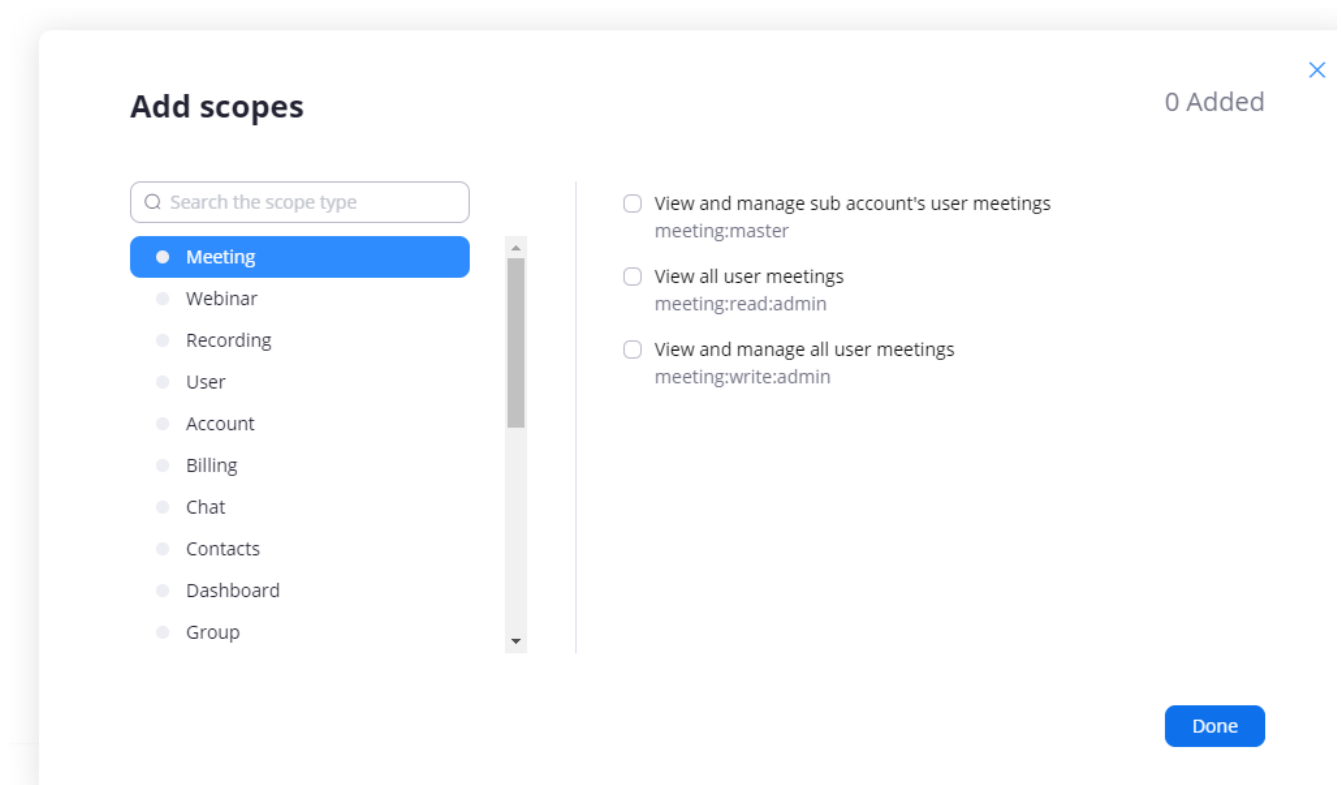 Add scopes
0 Added
Search the scope type
Meeting
Webinar
Recording
User
Account
Billing
Chat
Contacts
Dashboard
Group
View and manage sub account's user meetings
meeting:master
View all user meetings
meeting:read:admin
View and manage all user meetings
meeting:write:admin
Done